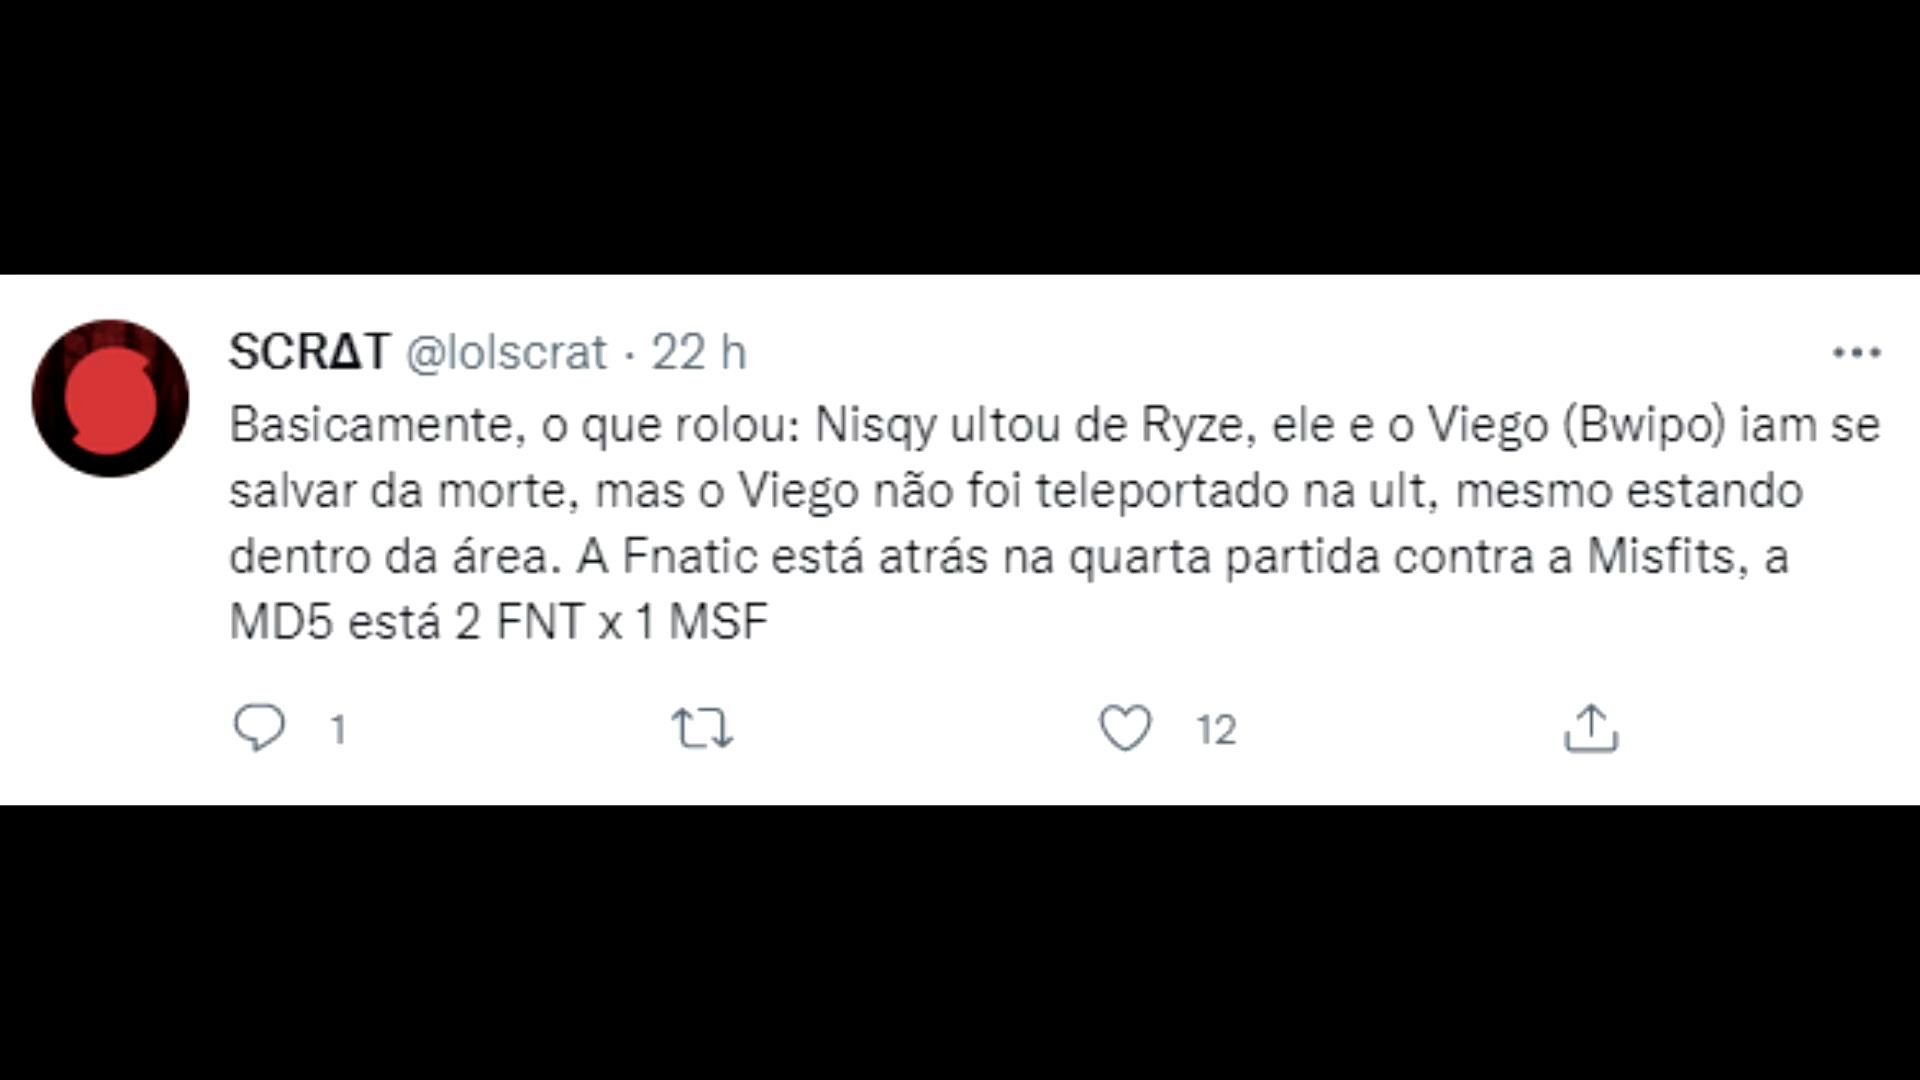 SCRΔT @lolscrat · 22 h
Basicamente, o que rolou: Nisqy ultou de Ryze, ele e o Viego (Bwipo) iam se
salvar da morte, mas o Viego não foi teleportado na ult, mesmo estando
dentro da área. A Fnatic está atrás na quarta partida contra a Misfits, a
MD5 está 2 FNT x 1 MSF
1 12